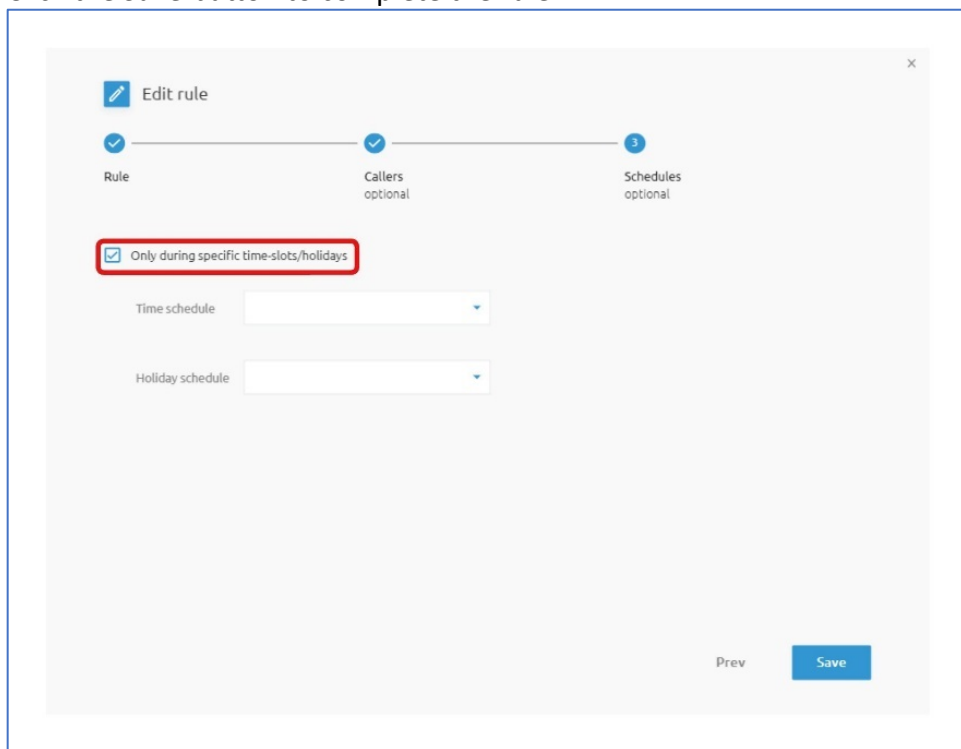 Edit rule
3
Rule
Callers
Schedules
optional
optional
Only during specific time-slots/holidays
Time schedule
Holiday schedule
Prev
Save